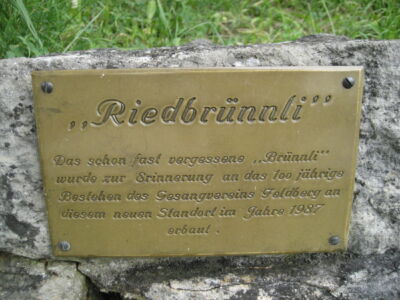 „Riedbrünnli”
Das schon fast vergessene „Brünnli”
wurde zur Erinnerung an das 100 jährige
Bestehen des Gesangvereins Feldberg an
diesem neuen Standort im Jahre 1987
erbaut.